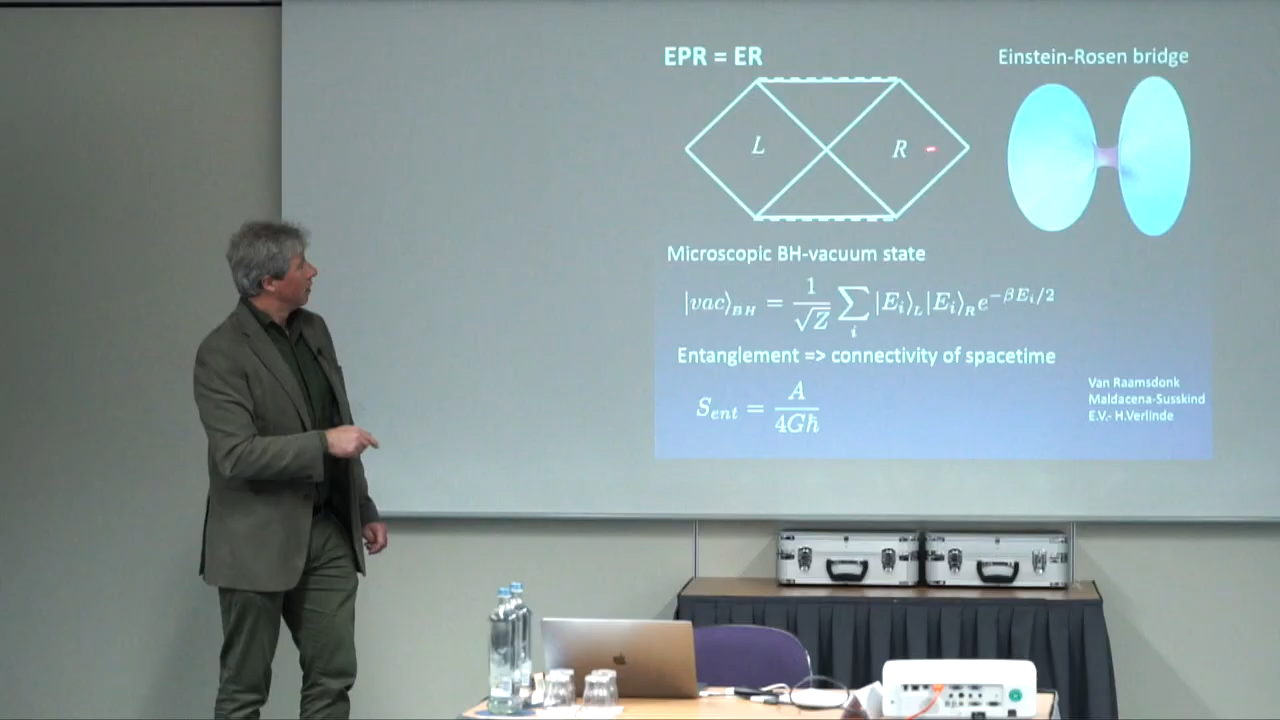 EPR = ER
Einstein-Rosen bridge
L
R
Microscopic BH-vacuum state
|vac⟩_BH = 1/√Z ∑_i |E_i⟩_L |E_i⟩_R e^{-βE_i/2}
Entanglement => connectivity of spacetime
S_ent = A/4Għ
Van Raamsdonk
Maldacena-Susskind
E.V.- H.Verlinde